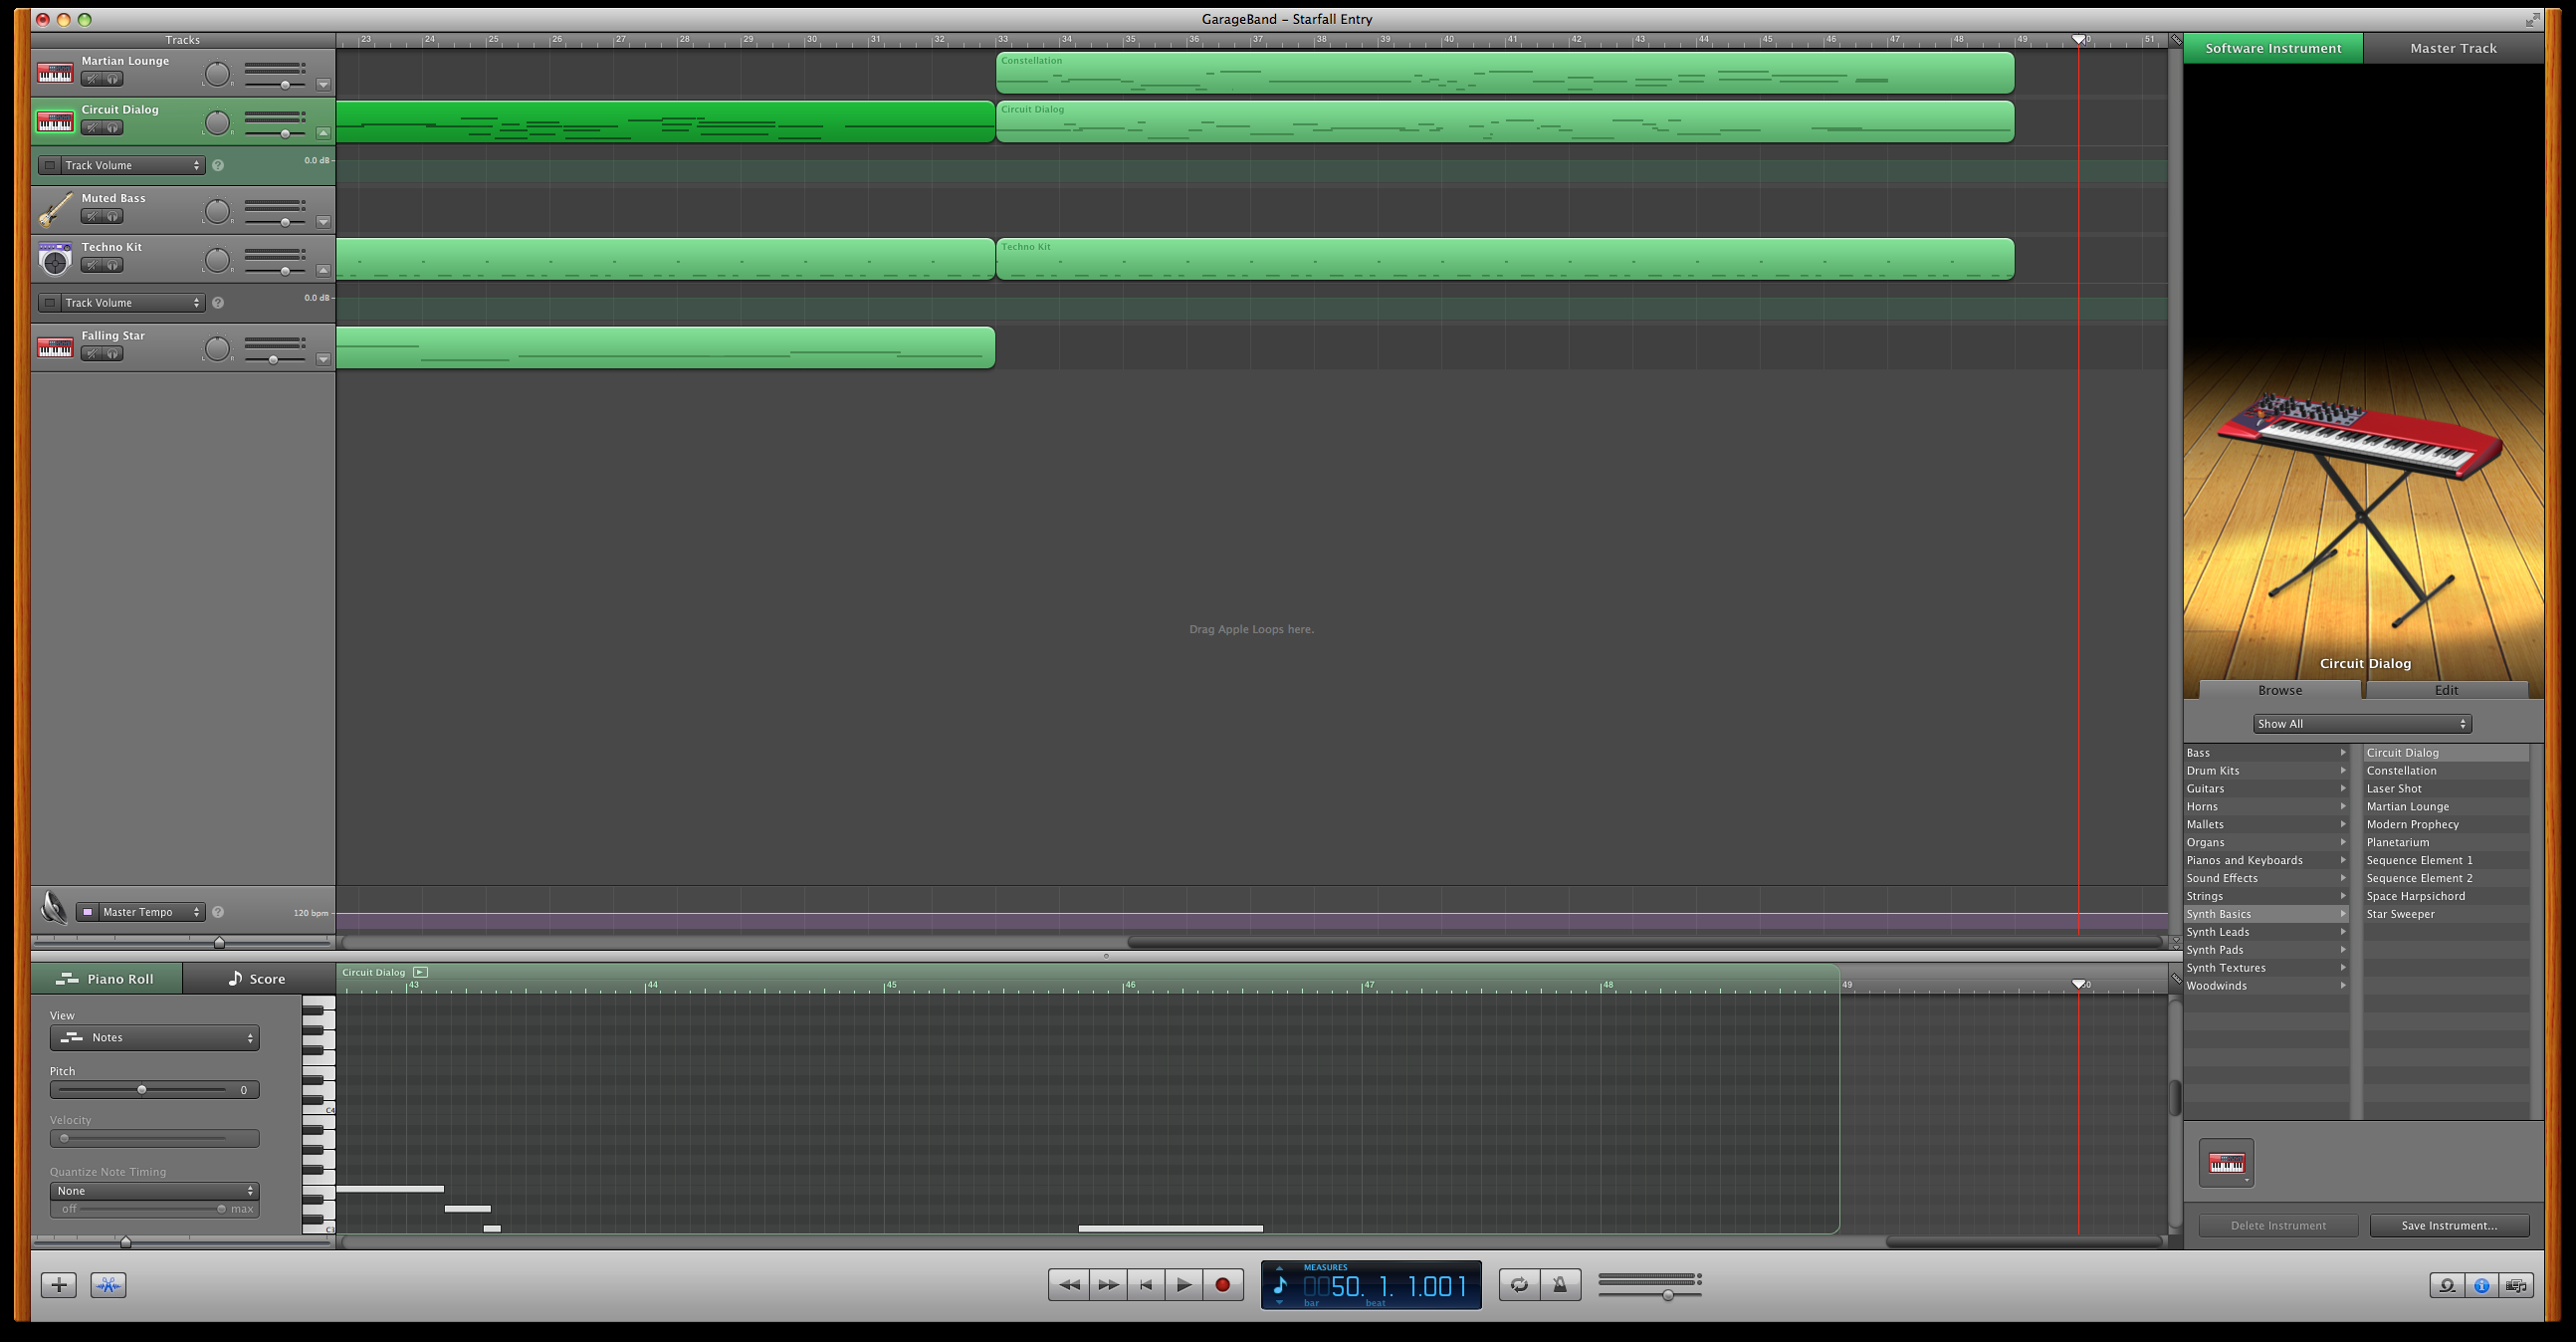 GarageBand – Starfall Entry
Tracks
23 24 25 26 27 28 29 30 31 32 33 34 35 36 37 38 39 40 41 42 43 44 45 46 47 48 49 50 51
Software Instrument
Master Track
Martian Lounge
Constellation
Circuit Dialog
Circuit Dialog
Track Volume
0.0 dB
Muted Bass
Techno Kit
Techno Kit
Track Volume
0.0 dB
Falling Star
Drag Apple Loops here.
Circuit Dialog
Browse
Edit
Show All
Bass
Drum Kits
Guitars
Horns
Mallets
Organs
Pianos and Keyboards
Sound Effects
Strings
Synth Basics
Synth Leads
Synth Pads
Synth Textures
Woodwinds
Circuit Dialog
Constellation
Laser Shot
Martian Lounge
Modern Prophecy
Planetarium
Sequence Element 1
Sequence Element 2
Space Harpsichord
Star Sweeper
Master Tempo
120 bpm
Piano Roll
Score
Circuit Dialog
43 44 45 46 47 48 49
View
Notes
Pitch
0
Velocity
Quantize Note Timing
None
off
max
C4
Delete Instrument
Save Instrument...
MEASURES
0050. 1. 1.001
bar
beat